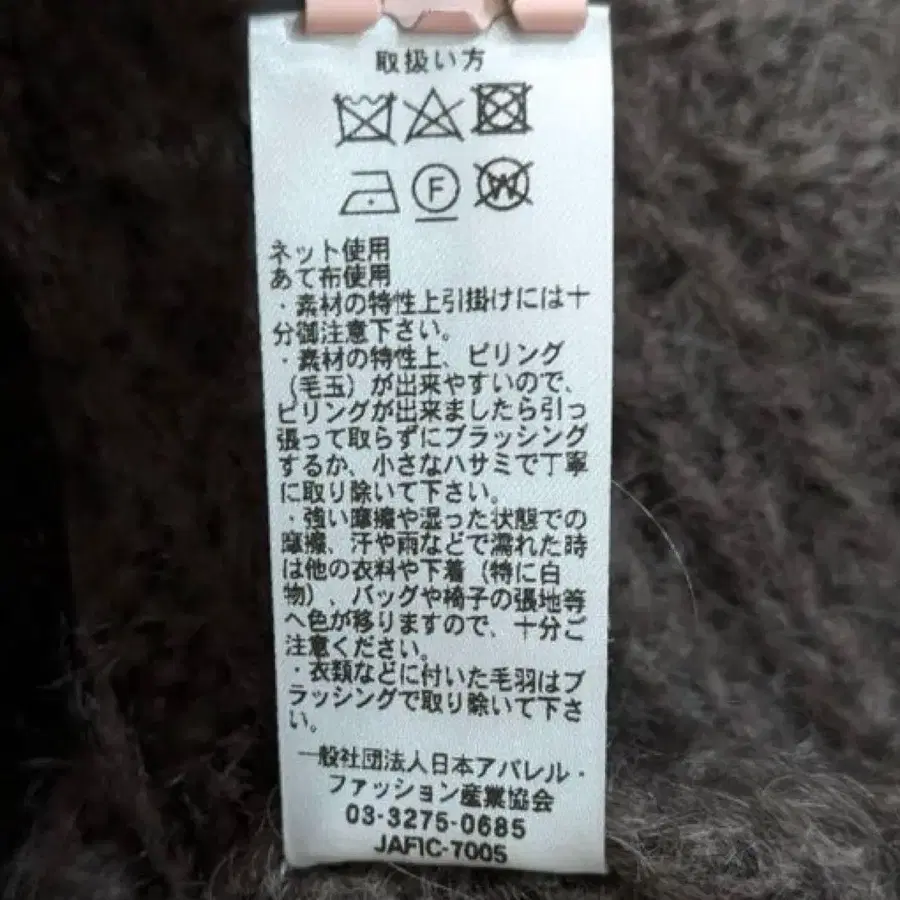 取扱い方
F W
ネット使用
あて布使用
・素材の特性上引掛けには十
分御注意下さい。
・素材の特性上、ピリング
（毛玉）が出来やすいので、
ピリングが出来ましたら引っ
張って取らずにブラッシング
するか、小さなハサミで丁寧
に取り除いて下さい。
・強い摩擦や湿った状態での
摩擦、汗や雨などで濡れた時
は他の衣料や下着（特に白
物）、バッグや椅子の張地等
へ色が移りますので、十分ご
注意ください。
・衣類などに付いた毛羽はブ
ラッシングで取り除いて下さ
い。
一般社団法人日本アパレル・
ファッション産業協会
03-3275-0685
JAFIC-7005